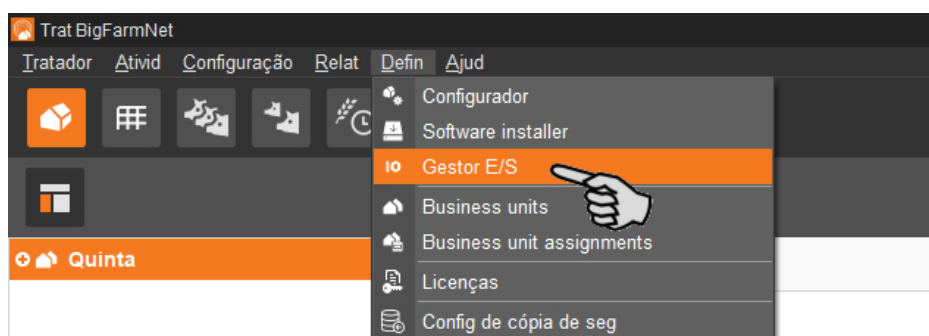 Trat BigFarmNet
Tratador Ativid Configuração Relat Defin Ajud
Configurador
Software installer
IO Gestor E/S
Business units
Business unit assignments
Quinta
Licenças
Config de cópia de seg